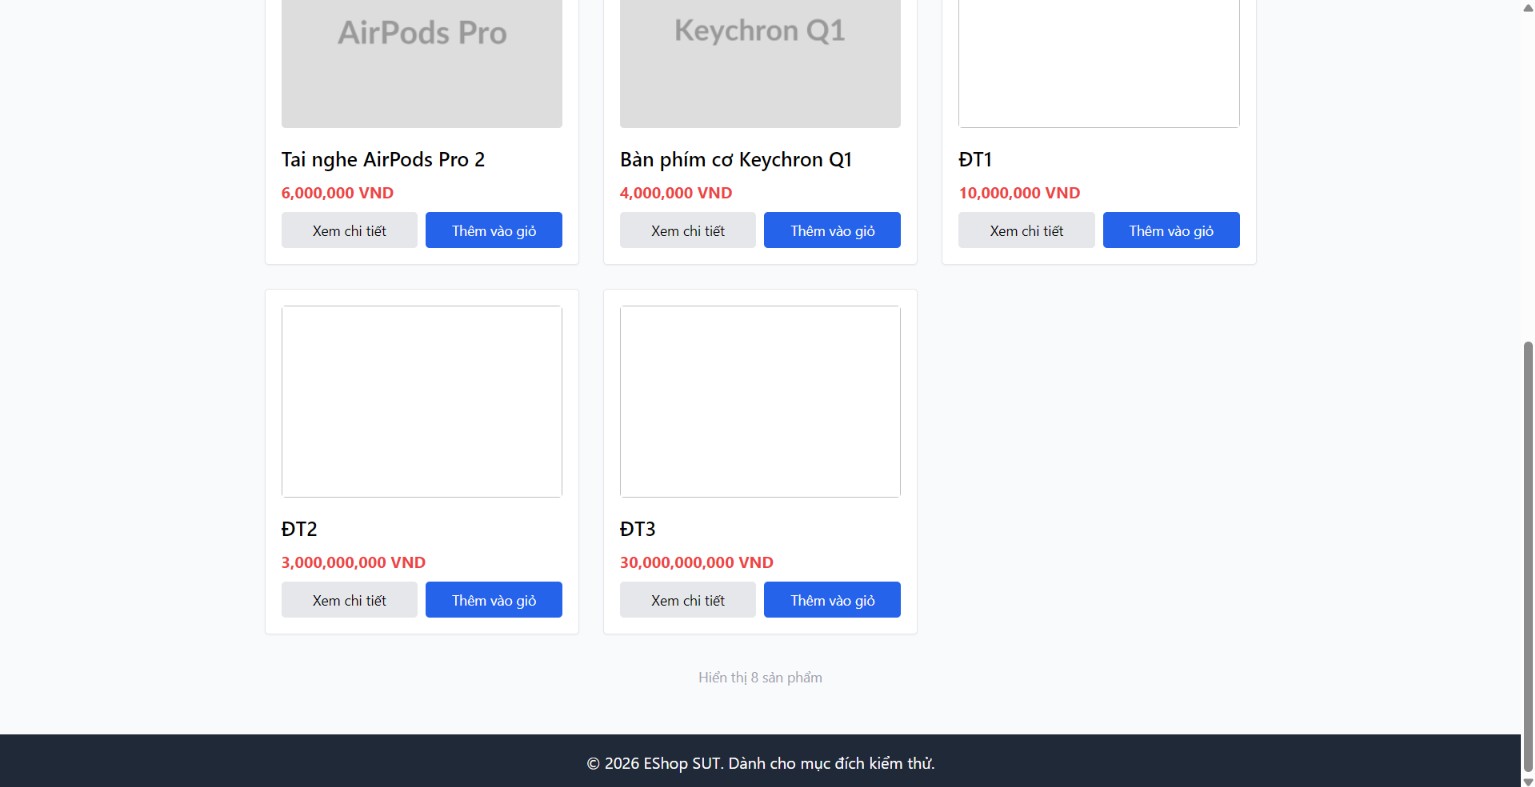 AirPods Pro
Keychron Q1
Tai nghe AirPods Pro 2
6,000,000 VND
Xem chi tiết
Thêm vào giỏ
Bàn phím cơ Keychron Q1
4,000,000 VND
Xem chi tiết
Thêm vào giỏ
ĐT1
10,000,000 VND
Xem chi tiết
Thêm vào giỏ
ĐT2
3,000,000,000 VND
Xem chi tiết
Thêm vào giỏ
ĐT3
30,000,000,000 VND
Xem chi tiết
Thêm vào giỏ
Hiển thị 8 sản phẩm
© 2026 EShop SUT. Dành cho mục đích kiểm thử.